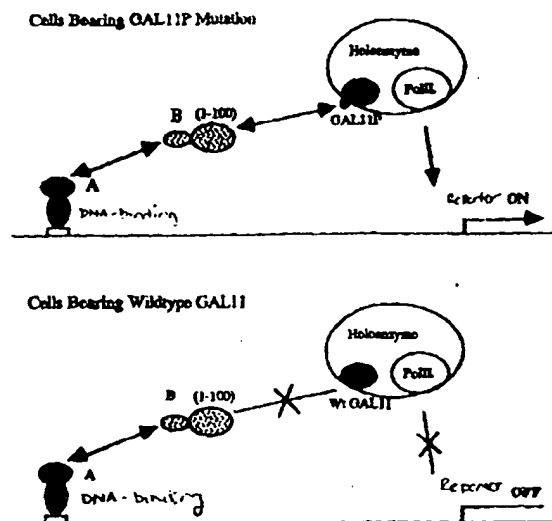 Cells Bearing GAL11P Mutation
Holoenzyme
PolII
GAL11P
B (1-100)
A
DNA-binding
Reporter ON
Cells Bearing Wildtype GAL11
Holoenzyme
PolII
Wt GAL11
B (1-100)
A
DNA-binding
Reporter OFF